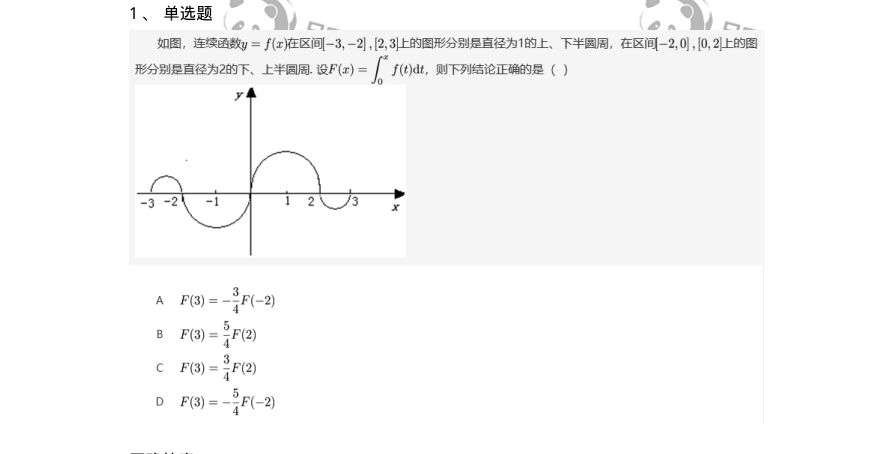 1 、 单选题
如图，连续函数y = f(x)在区间[−3, −2] , [2, 3]上的图形分别是直径为1的上、下半圆周，在区间[−2, 0] , [0, 2]上的图
形分别是直径为2的下、上半圆周. 设F(x) = ∫₀ˣ f(t)dt，则下列结论正确的是（ ）
y
-3 -2 -1 1 2 3
x
A F(3) = −3/4 F(−2)
B F(3) = 5/4 F(2)
C F(3) = 3/4 F(2)
D F(3) = −5/4 F(−2)